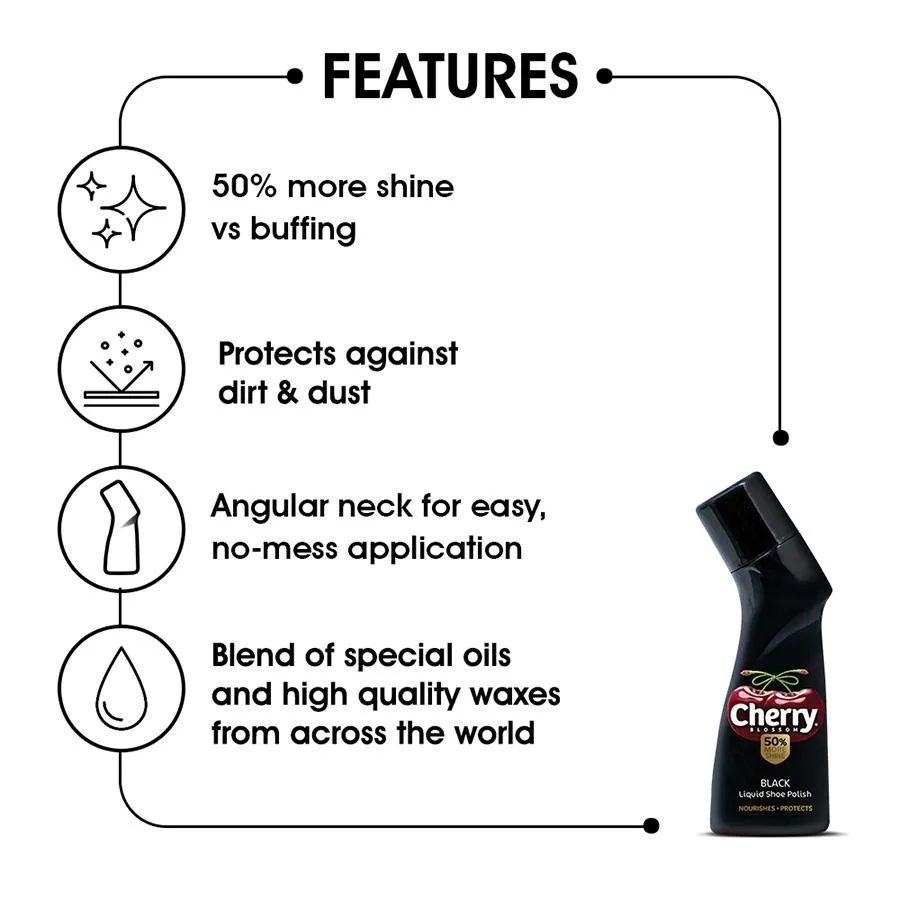 FEATURES
50% more shine
vs buffing
Protects against
dirt & dust
Angular neck for easy,
no-mess application
Blend of special oils
and high quality waxes
from across the world
Cherry
BLOSSOM
50%
MORE
SHINE
BLACK
Liquid Shoe Polish
NOURISHES • PROTECTS